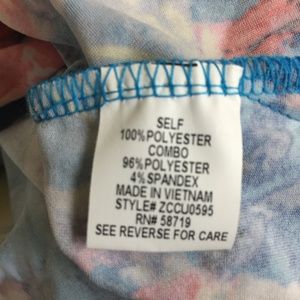 SELF
100%POLYESTER
COMBO
96%POLYESTER
4%SPANDEX
MADE IN VIETNAM
STYLE# ZCCU0595
RN# 58719
SEE REVERSE FOR CARE